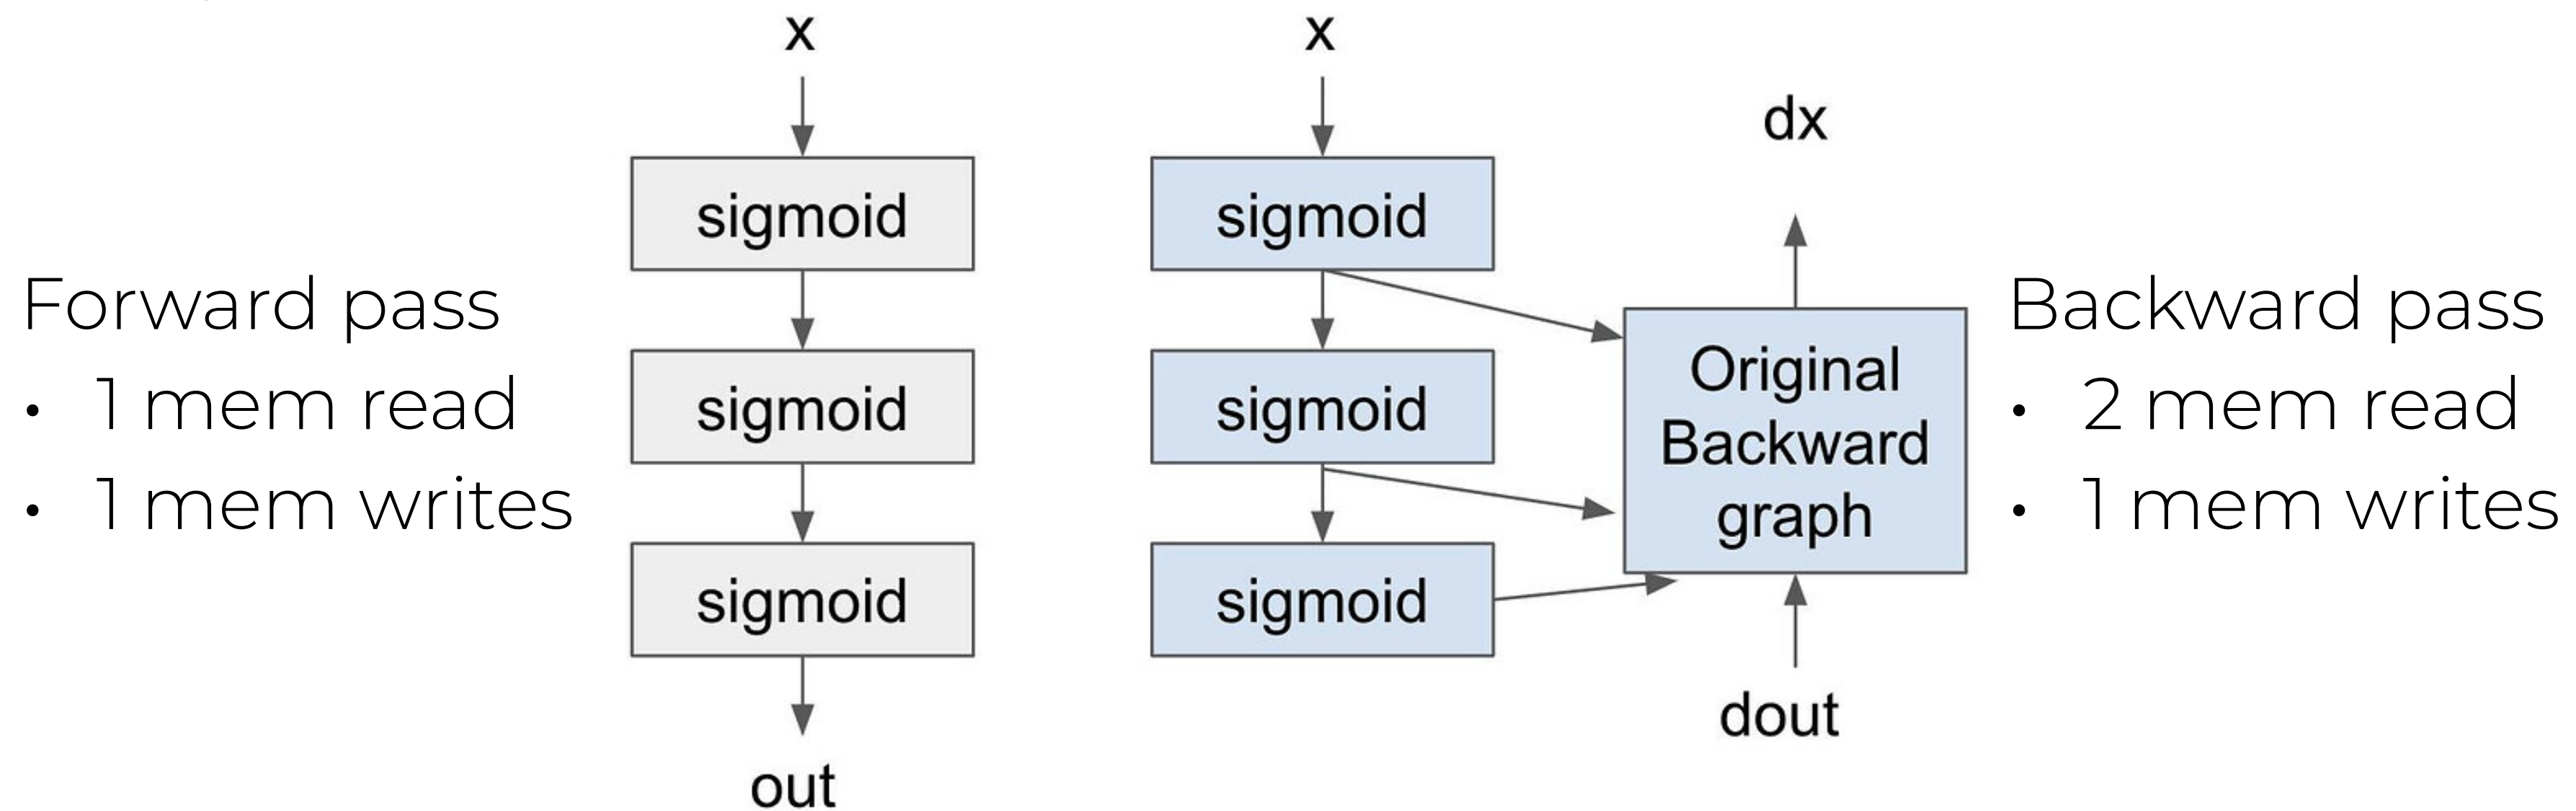 Forward pass
• 1 mem read
• 1 mem writes
x
sigmoid
sigmoid
sigmoid
out
x
sigmoid
sigmoid
sigmoid
dx
Original
Backward
graph
dout
Backward pass
• 2 mem read
• 1 mem writes